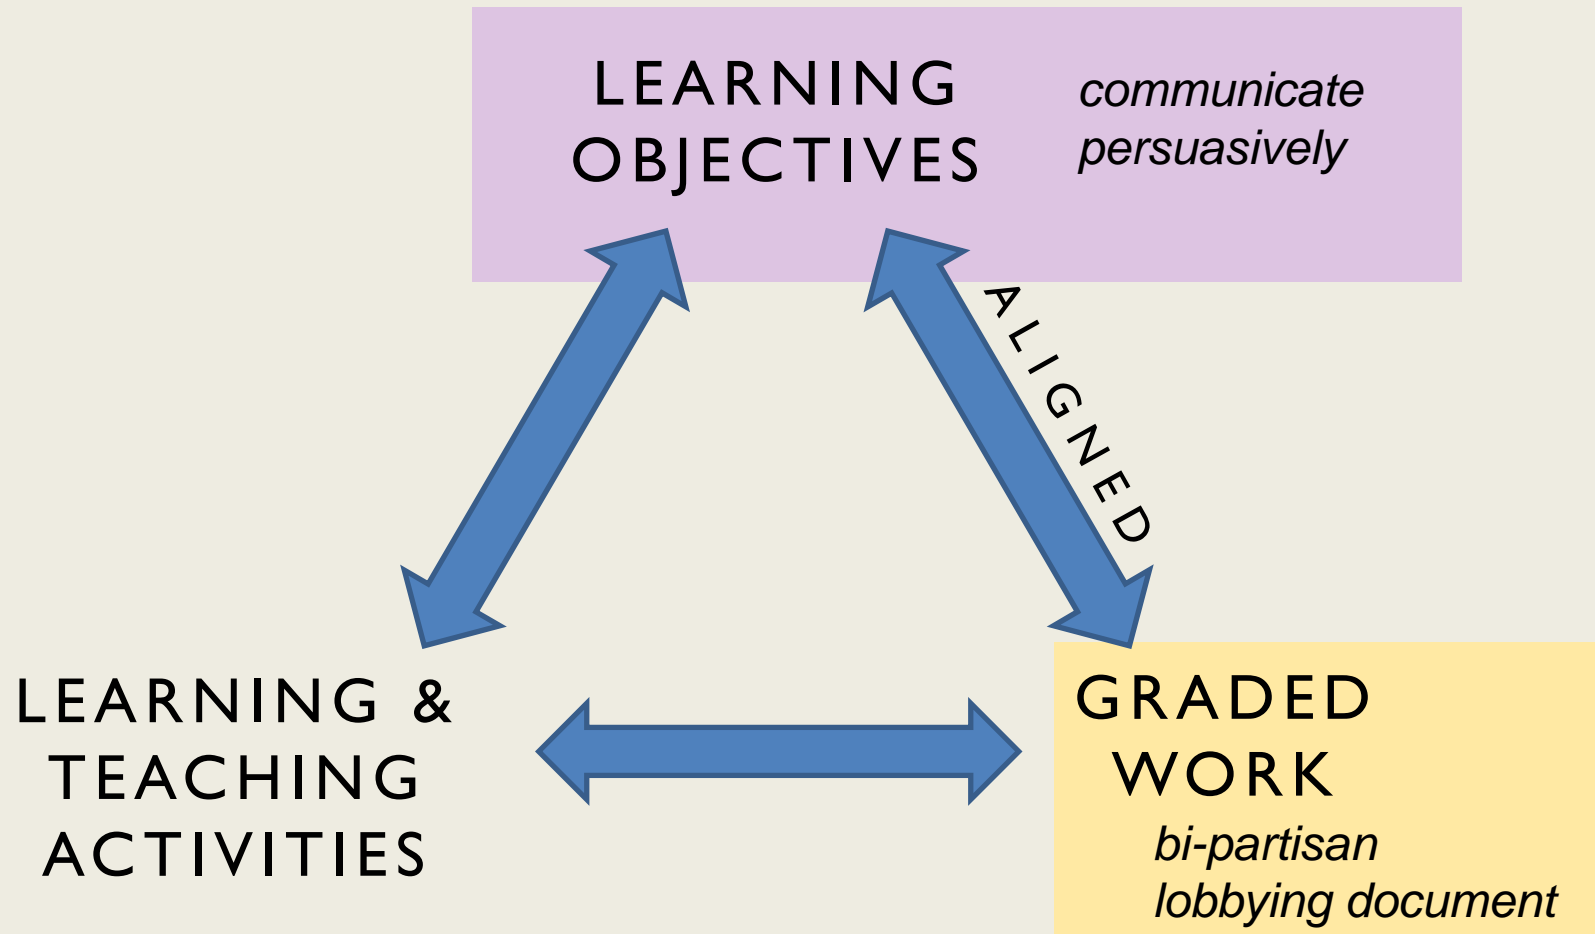 LEARNING
OBJECTIVES
communicate
persuasively
ALIGNED
LEARNING &
TEACHING
ACTIVITIES
GRADED
WORK
bi-partisan
lobbying document